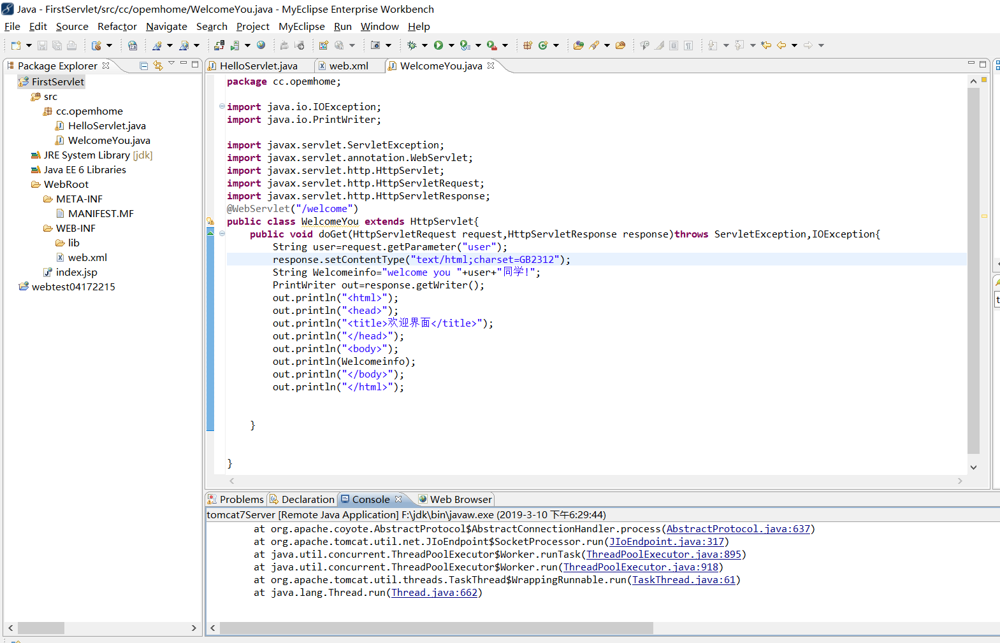 Java - FirstServlet/src/cc/opemhome/WelcomeYou.java - MyEclipse Enterprise Workbench
File Edit Source Refactor Navigate Search Project MyEclipse Run Window Help
Package Explorer
FirstServlet
src
cc.opemhome
HelloServlet.java
WelcomeYou.java
JRE System Library [jdk]
Java EE 6 Libraries
WebRoot
META-INF
MANIFEST.MF
WEB-INF
lib
web.xml
index.jsp
webtest04172215
HelloServlet.java web.xml WelcomeYou.java
package cc.opemhome;
import java.io.IOException;
import java.io.PrintWriter;
import javax.servlet.ServletException;
import javax.servlet.annotation.WebServlet;
import javax.servlet.http.HttpServlet;
import javax.servlet.http.HttpServletRequest;
import javax.servlet.http.HttpServletResponse;
@WebServlet("/welcome")
public class WelcomeYou extends HttpServlet{
public void doGet(HttpServletRequest request,HttpServletResponse response)throws ServletException,IOException{
String user=request.getParameter("user");
response.setContentType("text/html;charset=GB2312");
String Welcomeinfo="welcome you "+user+"同学!";
PrintWriter out=response.getWriter();
out.println("<html>");
out.println("<head>");
out.println("<title>欢迎界面</title>");
out.println("</head>");
out.println("<body>");
out.println(Welcomeinfo);
out.println("</body>");
out.println("</html>");
}
}
Problems Declaration Console Web Browser
tomcat7Server [Remote Java Application] F:\jdk\bin\javaw.exe (2019-3-10 下午6:29:44)
at org.apache.coyote.AbstractProtocol$AbstractConnectionHandler.process(AbstractProtocol.java:637)
at org.apache.tomcat.util.net.JIoEndpoint$SocketProcessor.run(JIoEndpoint.java:317)
at java.util.concurrent.ThreadPoolExecutor$Worker.runTask(ThreadPoolExecutor.java:895)
at java.util.concurrent.ThreadPoolExecutor$Worker.run(ThreadPoolExecutor.java:918)
at org.apache.tomcat.util.threads.TaskThread$WrappingRunnable.run(TaskThread.java:61)
at java.lang.Thread.run(Thread.java:662)